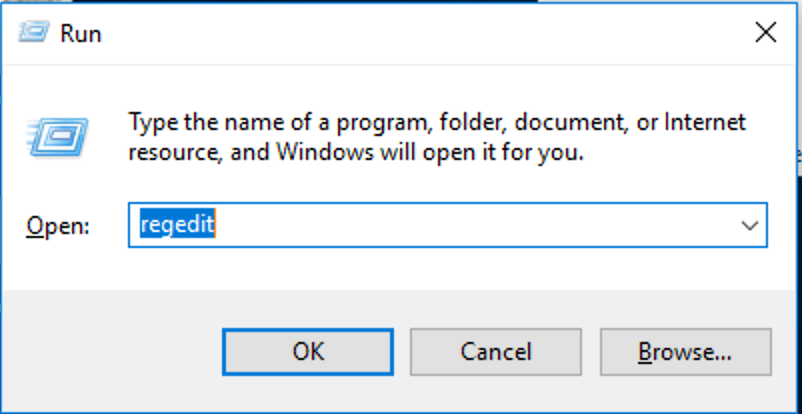 Run
Type the name of a program, folder, document, or Internet
resource, and Windows will open it for you.
Open: regedit
OK Cancel Browse...